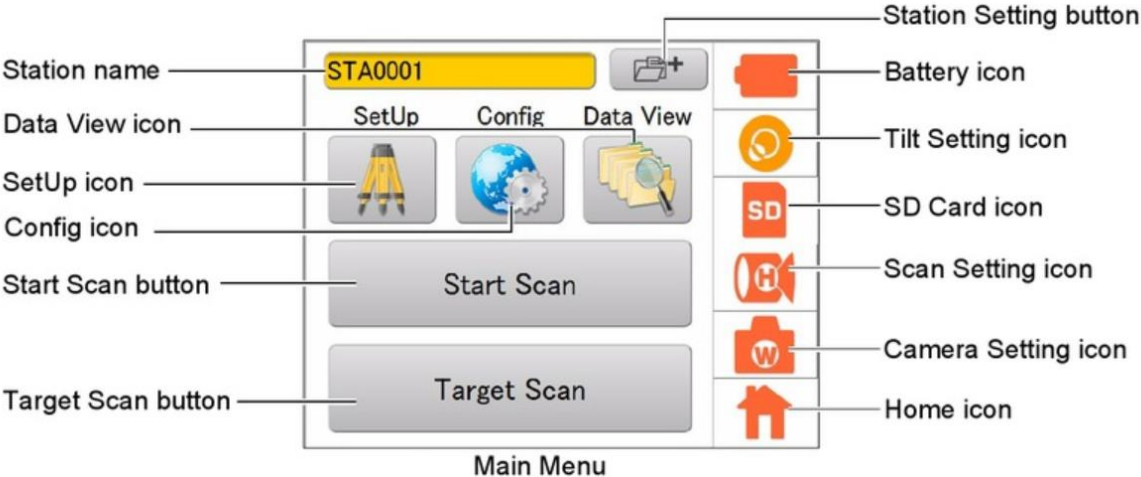 Station Setting button
Station name
STA0001
Battery icon
Data View icon
SetUp
Config
Data View
Tilt Setting icon
SetUp icon
SD
SD Card icon
Config icon
H
Scan Setting icon
Start Scan button
Start Scan
W
Camera Setting icon
Target Scan button
Target Scan
Home icon
Main Menu